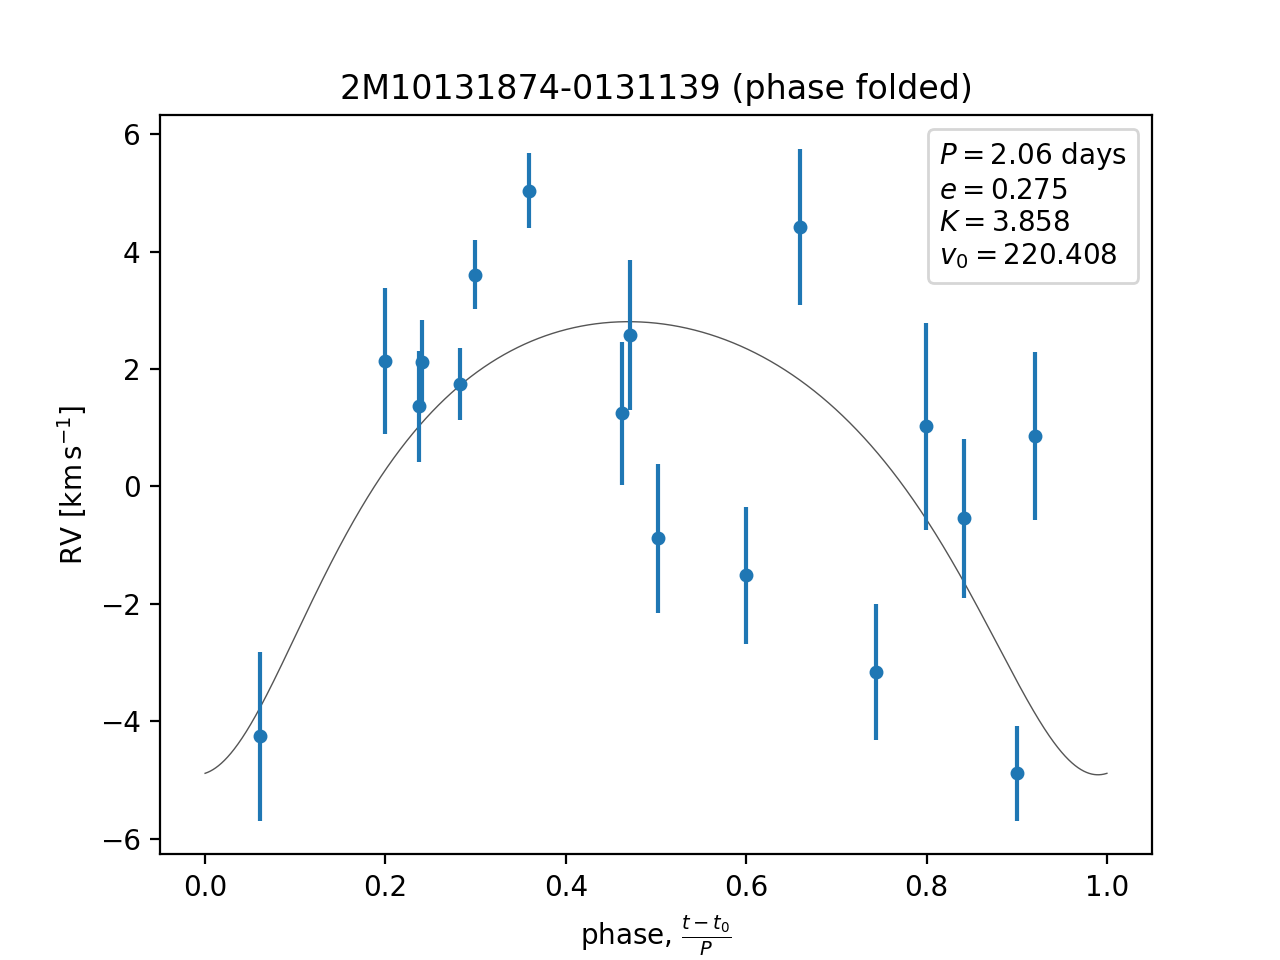 2M10131874-0131139 (phase folded)
P = 2.06 days
e = 0.275
K = 3.858
v₀ = 220.408
6
4
2
0
−2
−4
−6
RV [km s⁻¹]
0.0 0.2 0.4 0.6 0.8 1.0
phase, (t − t₀)/P